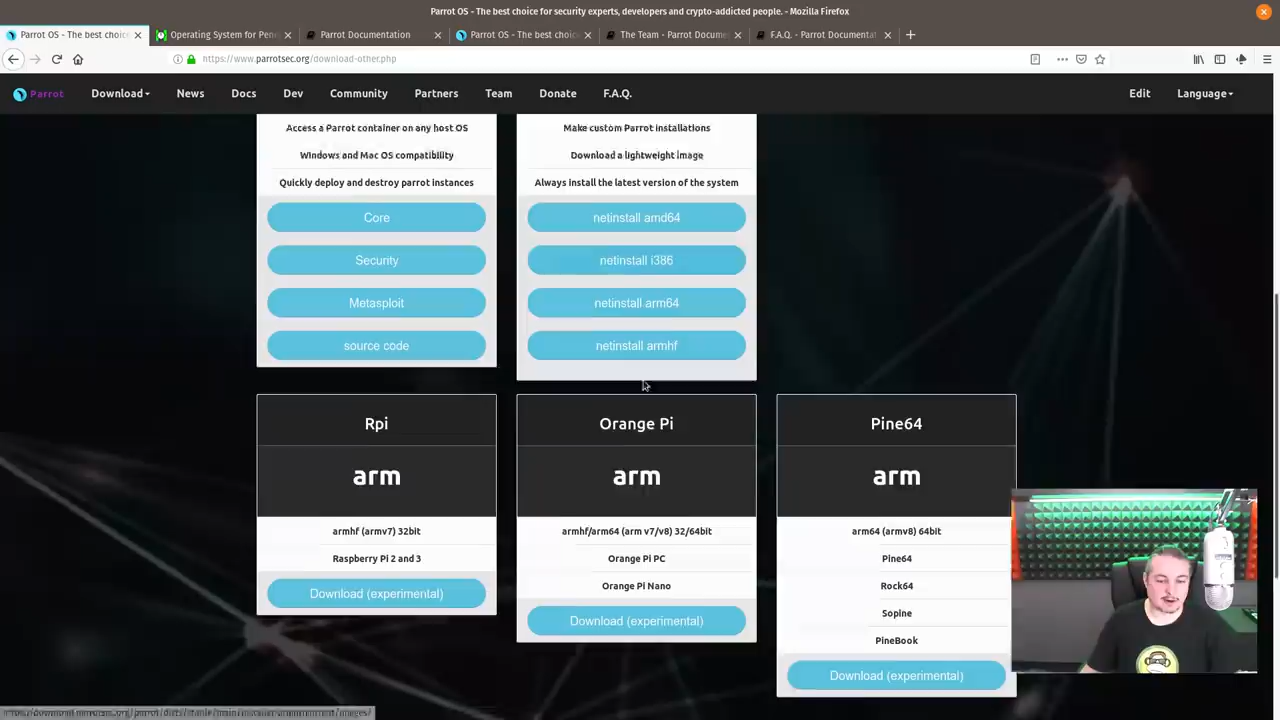 Parrot OS - The best choice for security experts, developers and crypto-addicted people. - Mozilla Firefox
Parrot OS - The best choice
Operating System for Pene
Parrot Documentation
Parrot OS - The best choic
The Team - Parrot Docume
F.A.Q. - Parrot Documentat
https://www.parrotsec.org/download-other.php
Parrot
Download
News
Docs
Dev
Community
Partners
Team
Donate
F.A.Q.
Edit
Language
Access a Parrot container on any host OS
Windows and Mac OS compatibility
Quickly deploy and destroy parrot instances
Core
Security
Metasploit
source code
Make custom Parrot installations
Download a lightweight image
Always install the latest version of the system
netinstall amd64
netinstall i386
netinstall arm64
netinstall armhf
Rpi
arm
armhf (armv7) 32bit
Raspberry Pi 2 and 3
Download (experimental)
Orange Pi
arm
armhf/arm64 (arm v7/v8) 32/64bit
Orange Pi PC
Orange Pi Nano
Download (experimental)
Pine64
arm
arm64 (armv8) 64bit
Pine64
Rock64
Sopine
PineBook
Download (experimental)